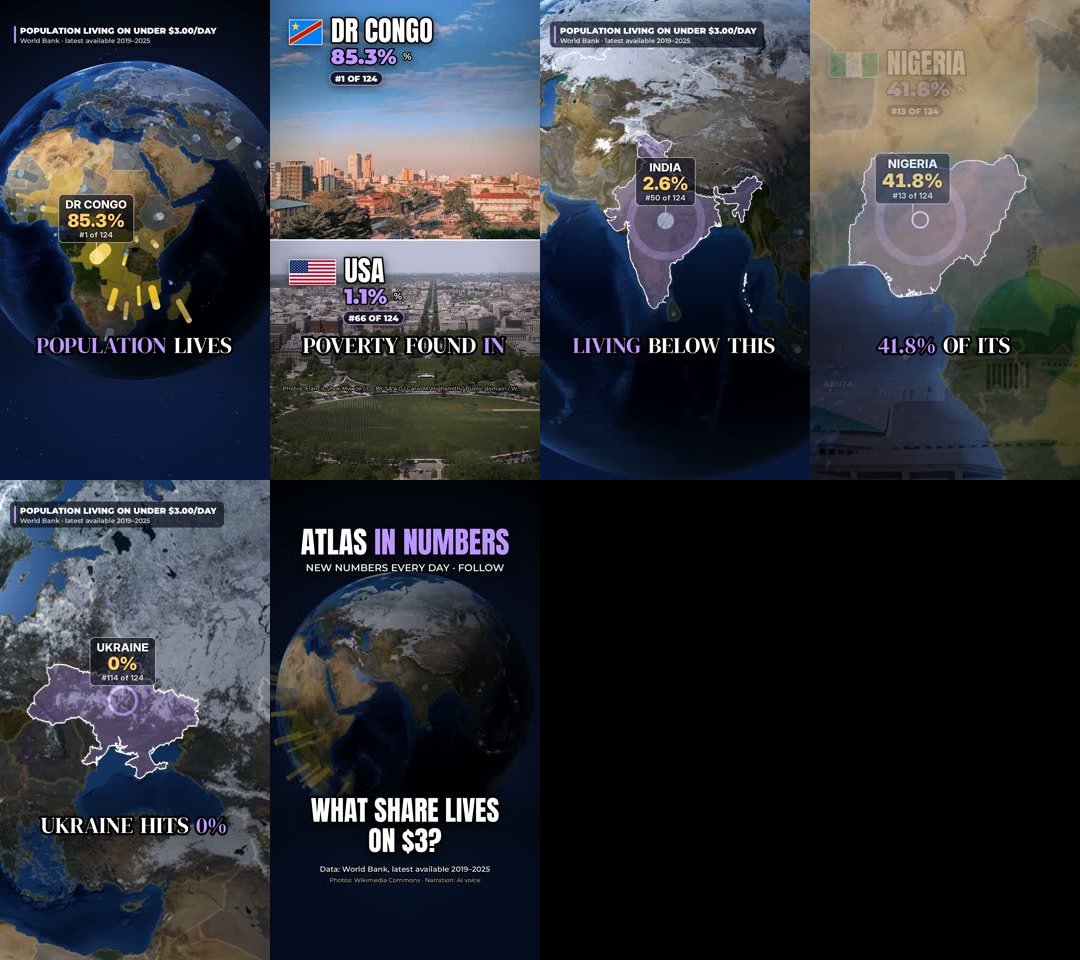 POPULATION LIVING ON UNDER $3.00/DAY
World Bank · latest available 2019–2025
DR CONGO
85.3%
#1 of 124
POPULATION LIVES
DR CONGO
85.3% %
#1 OF 124
USA
1.1% %
#66 OF 124
POVERTY FOUND IN
POPULATION LIVING ON UNDER $3.00/DAY
World Bank · latest available 2019–2025
INDIA
2.6%
#50 of 124
LIVING BELOW THIS
NIGERIA
41.8% %
#13 OF 124
NIGERIA
41.8%
#13 of 124
41.8% OF ITS
ABUJA
POPULATION LIVING ON UNDER $3.00/DAY
World Bank · latest available 2019–2025
UKRAINE
0%
#114 of 124
UKRAINE HITS 0%
ATLAS IN NUMBERS
NEW NUMBERS EVERY DAY · FOLLOW
WHAT SHARE LIVES
ON $3?
Data: World Bank, latest available 2019–2025
Photos: Wikimedia Commons · Narration: AI voice